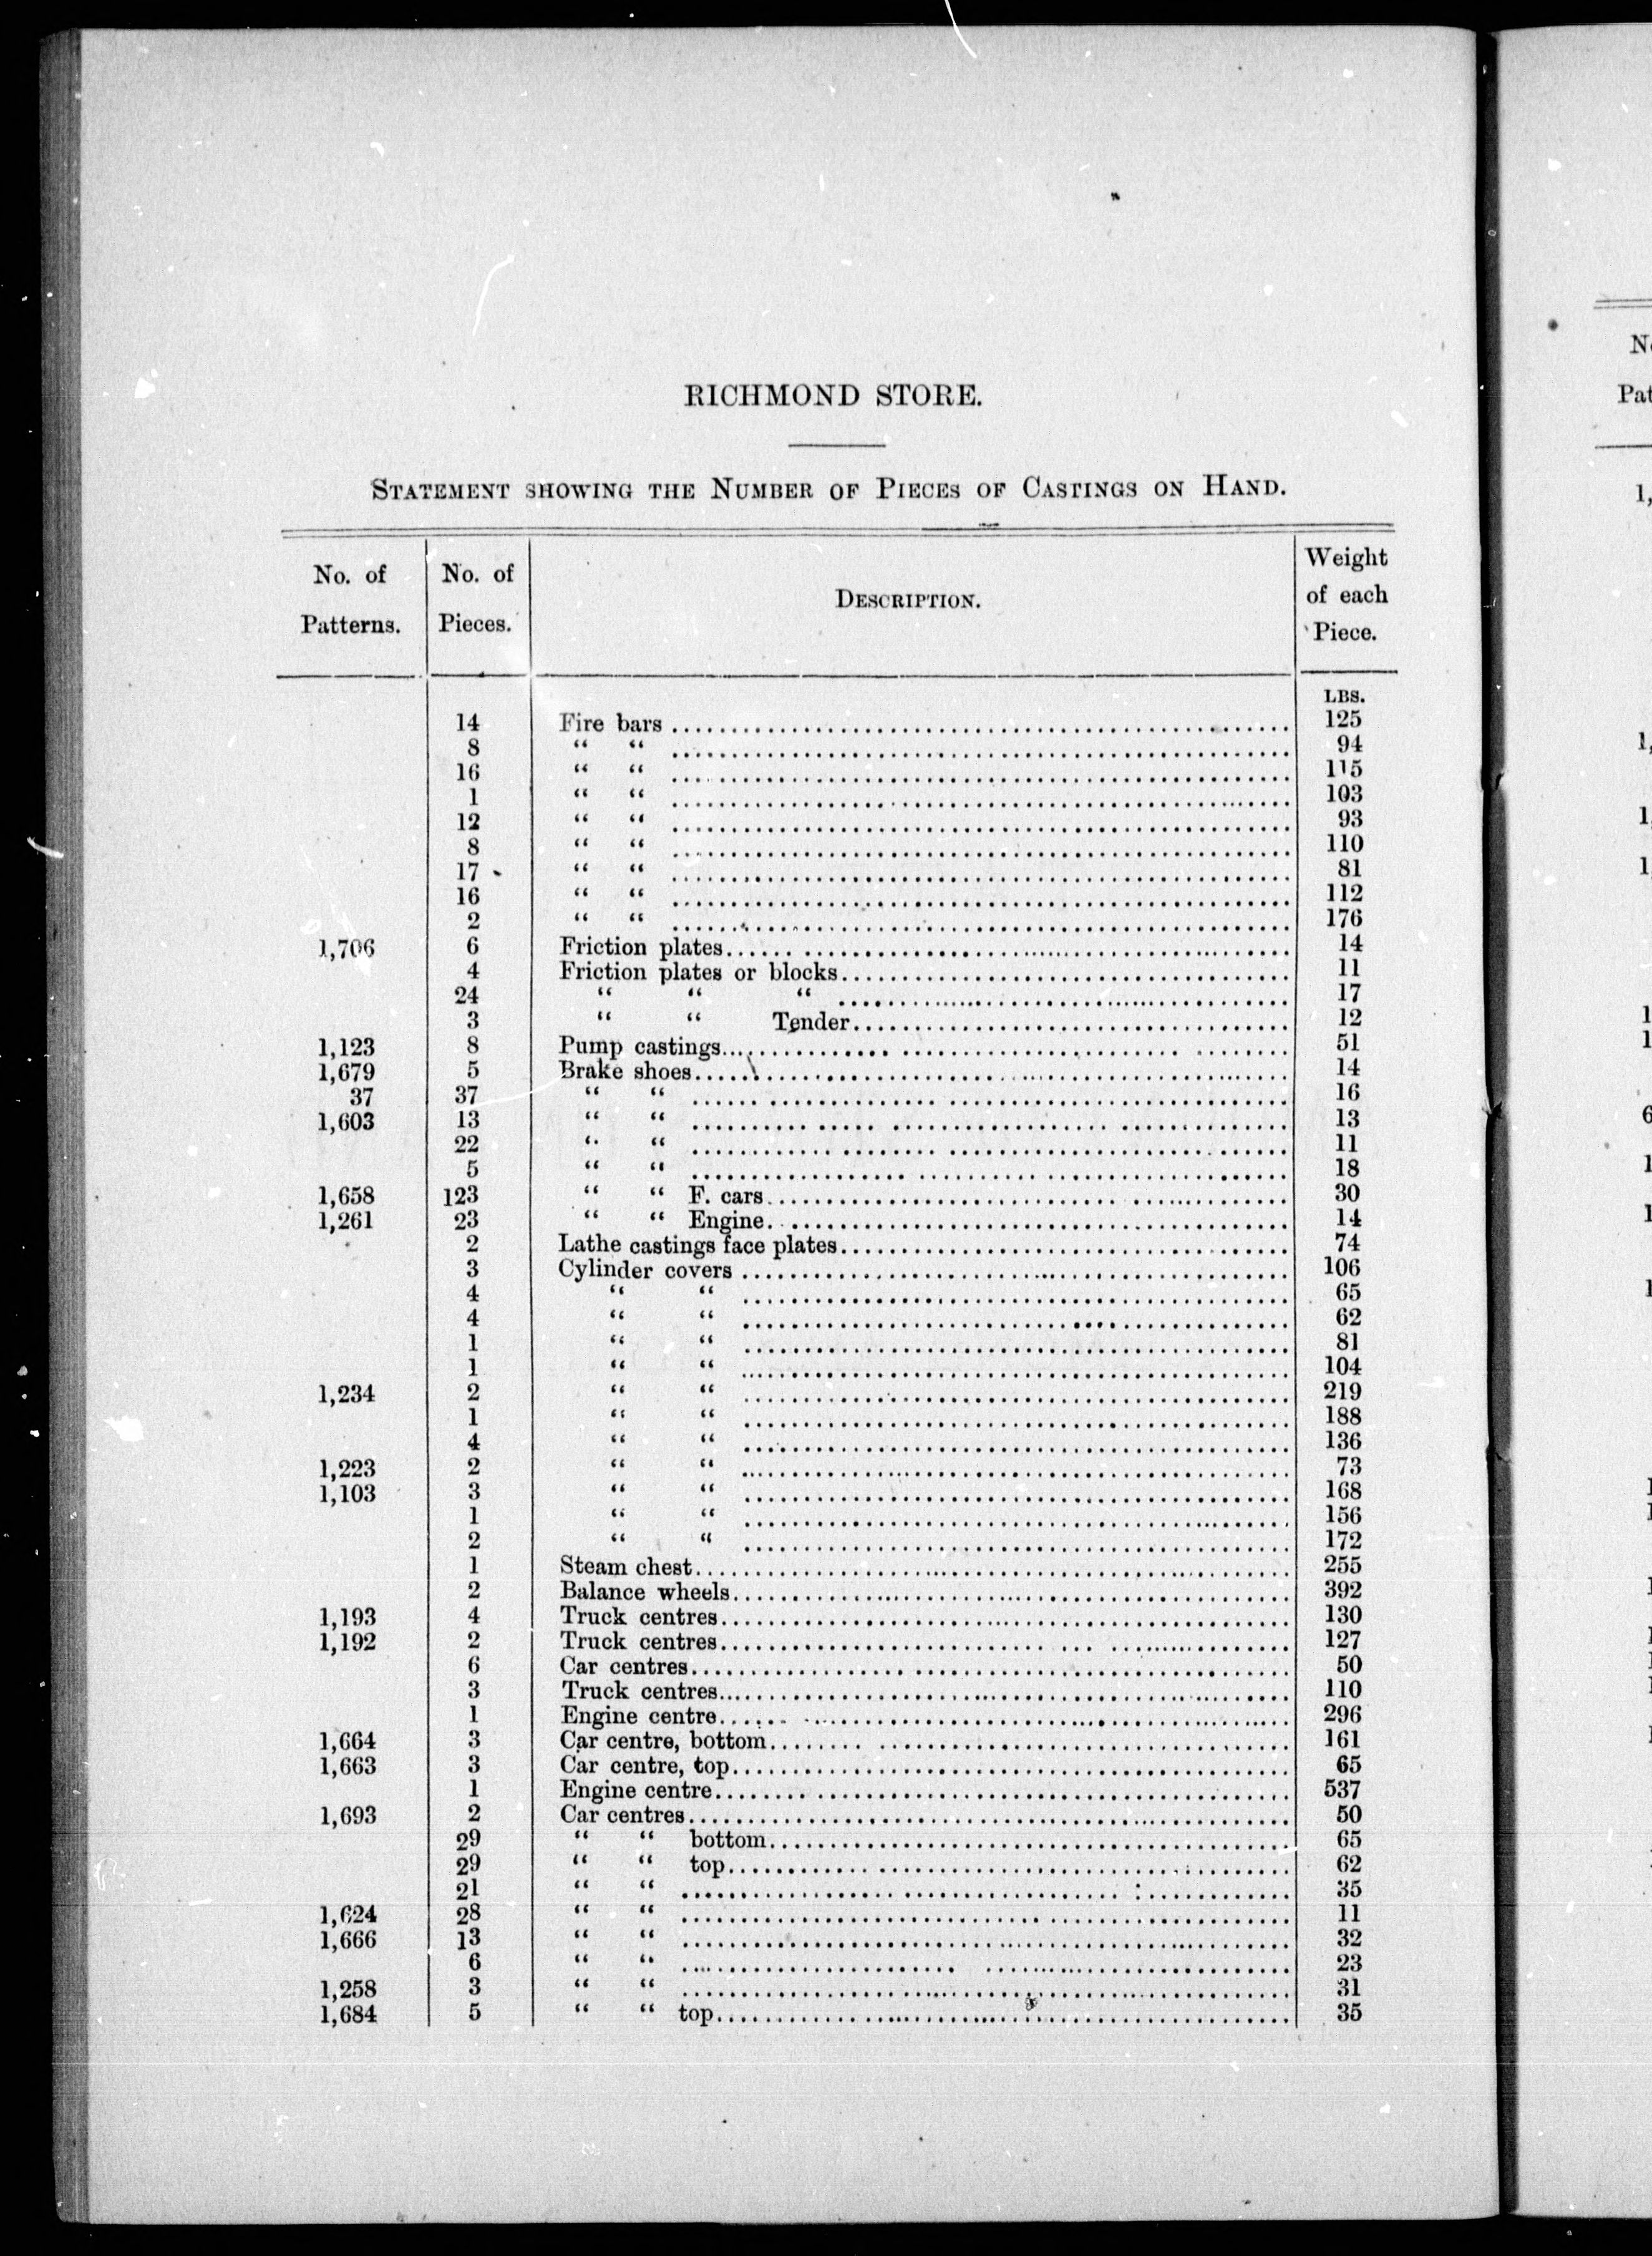 RICHMOND STORE.
STATEMENT SHOWING THE NUMBER OF PIECES OF CASTINGS ON HAND.
No. of Patterns. No. of Pieces. DESCRIPTION. Weight of each Piece.
LBS.
14 Fire bars 125
8 “ “ 94
16 “ “ 115
1 “ “ 103
12 “ “ 93
8 “ “ 110
17 “ “ 81
16 “ “ 112
2 “ “ 176
1,706 6 Friction plates 14
4 Friction plates or blocks 11
24 “ “ “ 17
3 “ “ Tender 12
1,123 8 Pump castings 51
1,679 5 Brake shoes 14
37 37 “ “ 16
1,603 13 “ “ 13
22 “ “ 11
5 “ “ 18
1,658 123 “ “ F. cars 30
1,261 23 “ “ Engine 14
2 Lathe castings face plates 74
3 Cylinder covers 106
4 “ “ 65
4 “ “ 62
1 “ “ 81
1 “ “ 104
1,234 2 “ “ 219
1 “ “ 188
4 “ “ 136
1,223 2 “ “ 73
1,103 3 “ “ 168
1 “ “ 156
2 “ “ 172
1 Steam chest 255
2 Balance wheels 392
1,193 4 Truck centres 130
1,192 2 Truck centres 127
6 Car centres 50
3 Truck centres 110
1 Engine centre 296
1,664 3 Car centre, bottom 161
1,663 3 Car centre, top 65
1 Engine centre 537
1,693 2 Car centres 50
29 “ “ bottom 65
29 “ “ top 62
21 “ “ 35
1,624 28 “ “ 11
1,666 13 “ “ 32
6 “ “ 23
1,258 3 “ “ 31
1,684 5 “ “ top 35